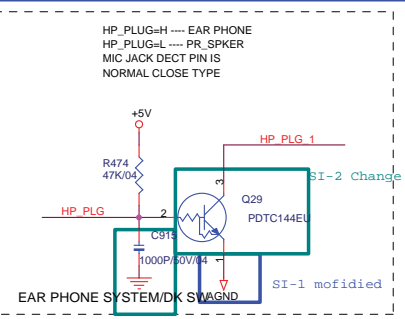 HP_PLUG=H ---- EAR PHONE
HP_PLUG=L ---- PR_SPKER
MIC JACK DECT PIN IS
NORMAL CLOSE TYPE
+5V
HP_PLG_1
R474
47K/04
3
SI-2 Change
Q29
HP_PLG
2
PDTC144EU
C915
1000P/50V/04
1
SI-1 mofidied
EAR PHONE SYSTEM/DK SW
AGND